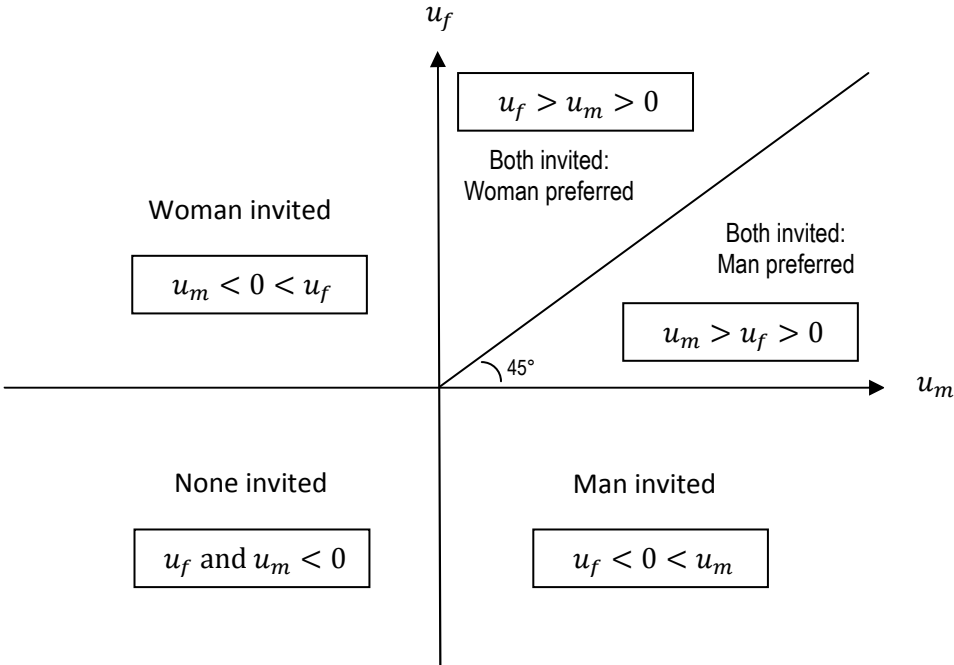 u_f
u_f > u_m > 0
Both invited:
Woman preferred
Woman invited
u_m < 0 < u_f
Both invited:
Man preferred
u_m > u_f > 0
45°
u_m
None invited
u_f and u_m < 0
Man invited
u_f < 0 < u_m